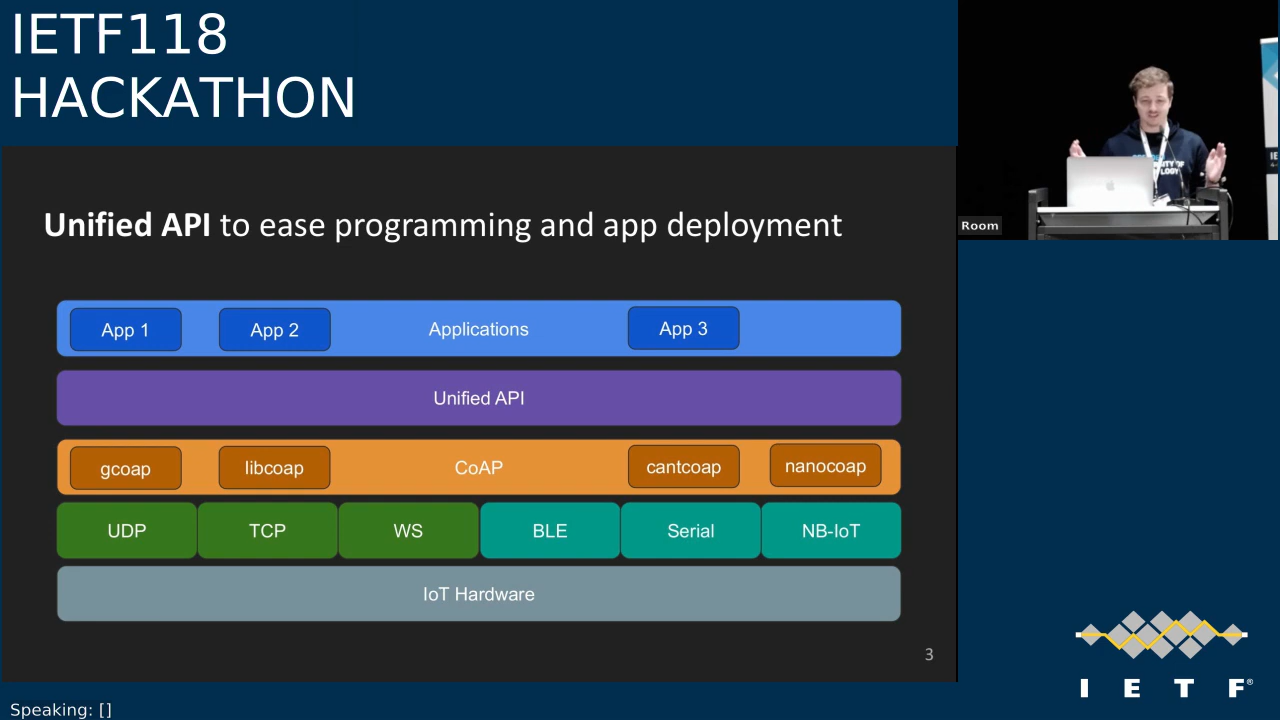 IETF118
HACKATHON
Unified API to ease programming and app deployment
App 1
App 2
Applications
App 3
Unified API
gcoap
libcoap
CoAP
cantcoap
nanocoap
UDP
TCP
WS
BLE
Serial
NB-IoT
IoT Hardware
3
Room
I E T F®
Speaking: []